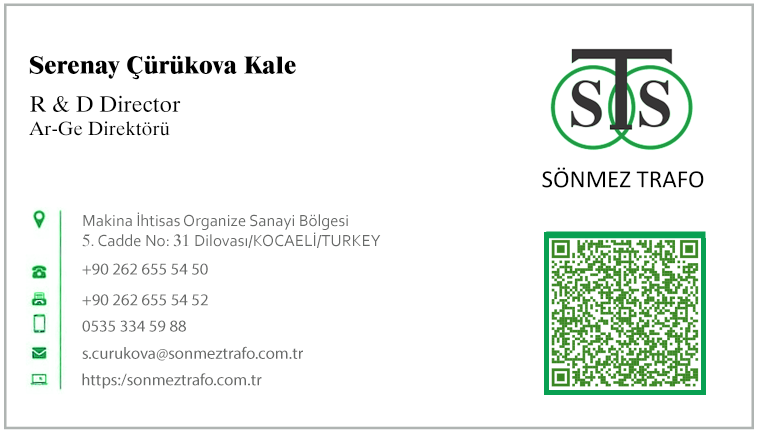 Serenay Çürükova Kale
R & D Director
Ar-Ge Direktörü
STS
SÖNMEZ TRAFO
Makina İhtisas Organize Sanayi Bölgesi
5. Cadde No: 31 Dilovası/KOCAELİ/TURKEY
+90 262 655 54 50
+90 262 655 54 52
0535 334 59 88
s.curukova@sonmeztrafo.com.tr
https:/sonmeztrafo.com.tr